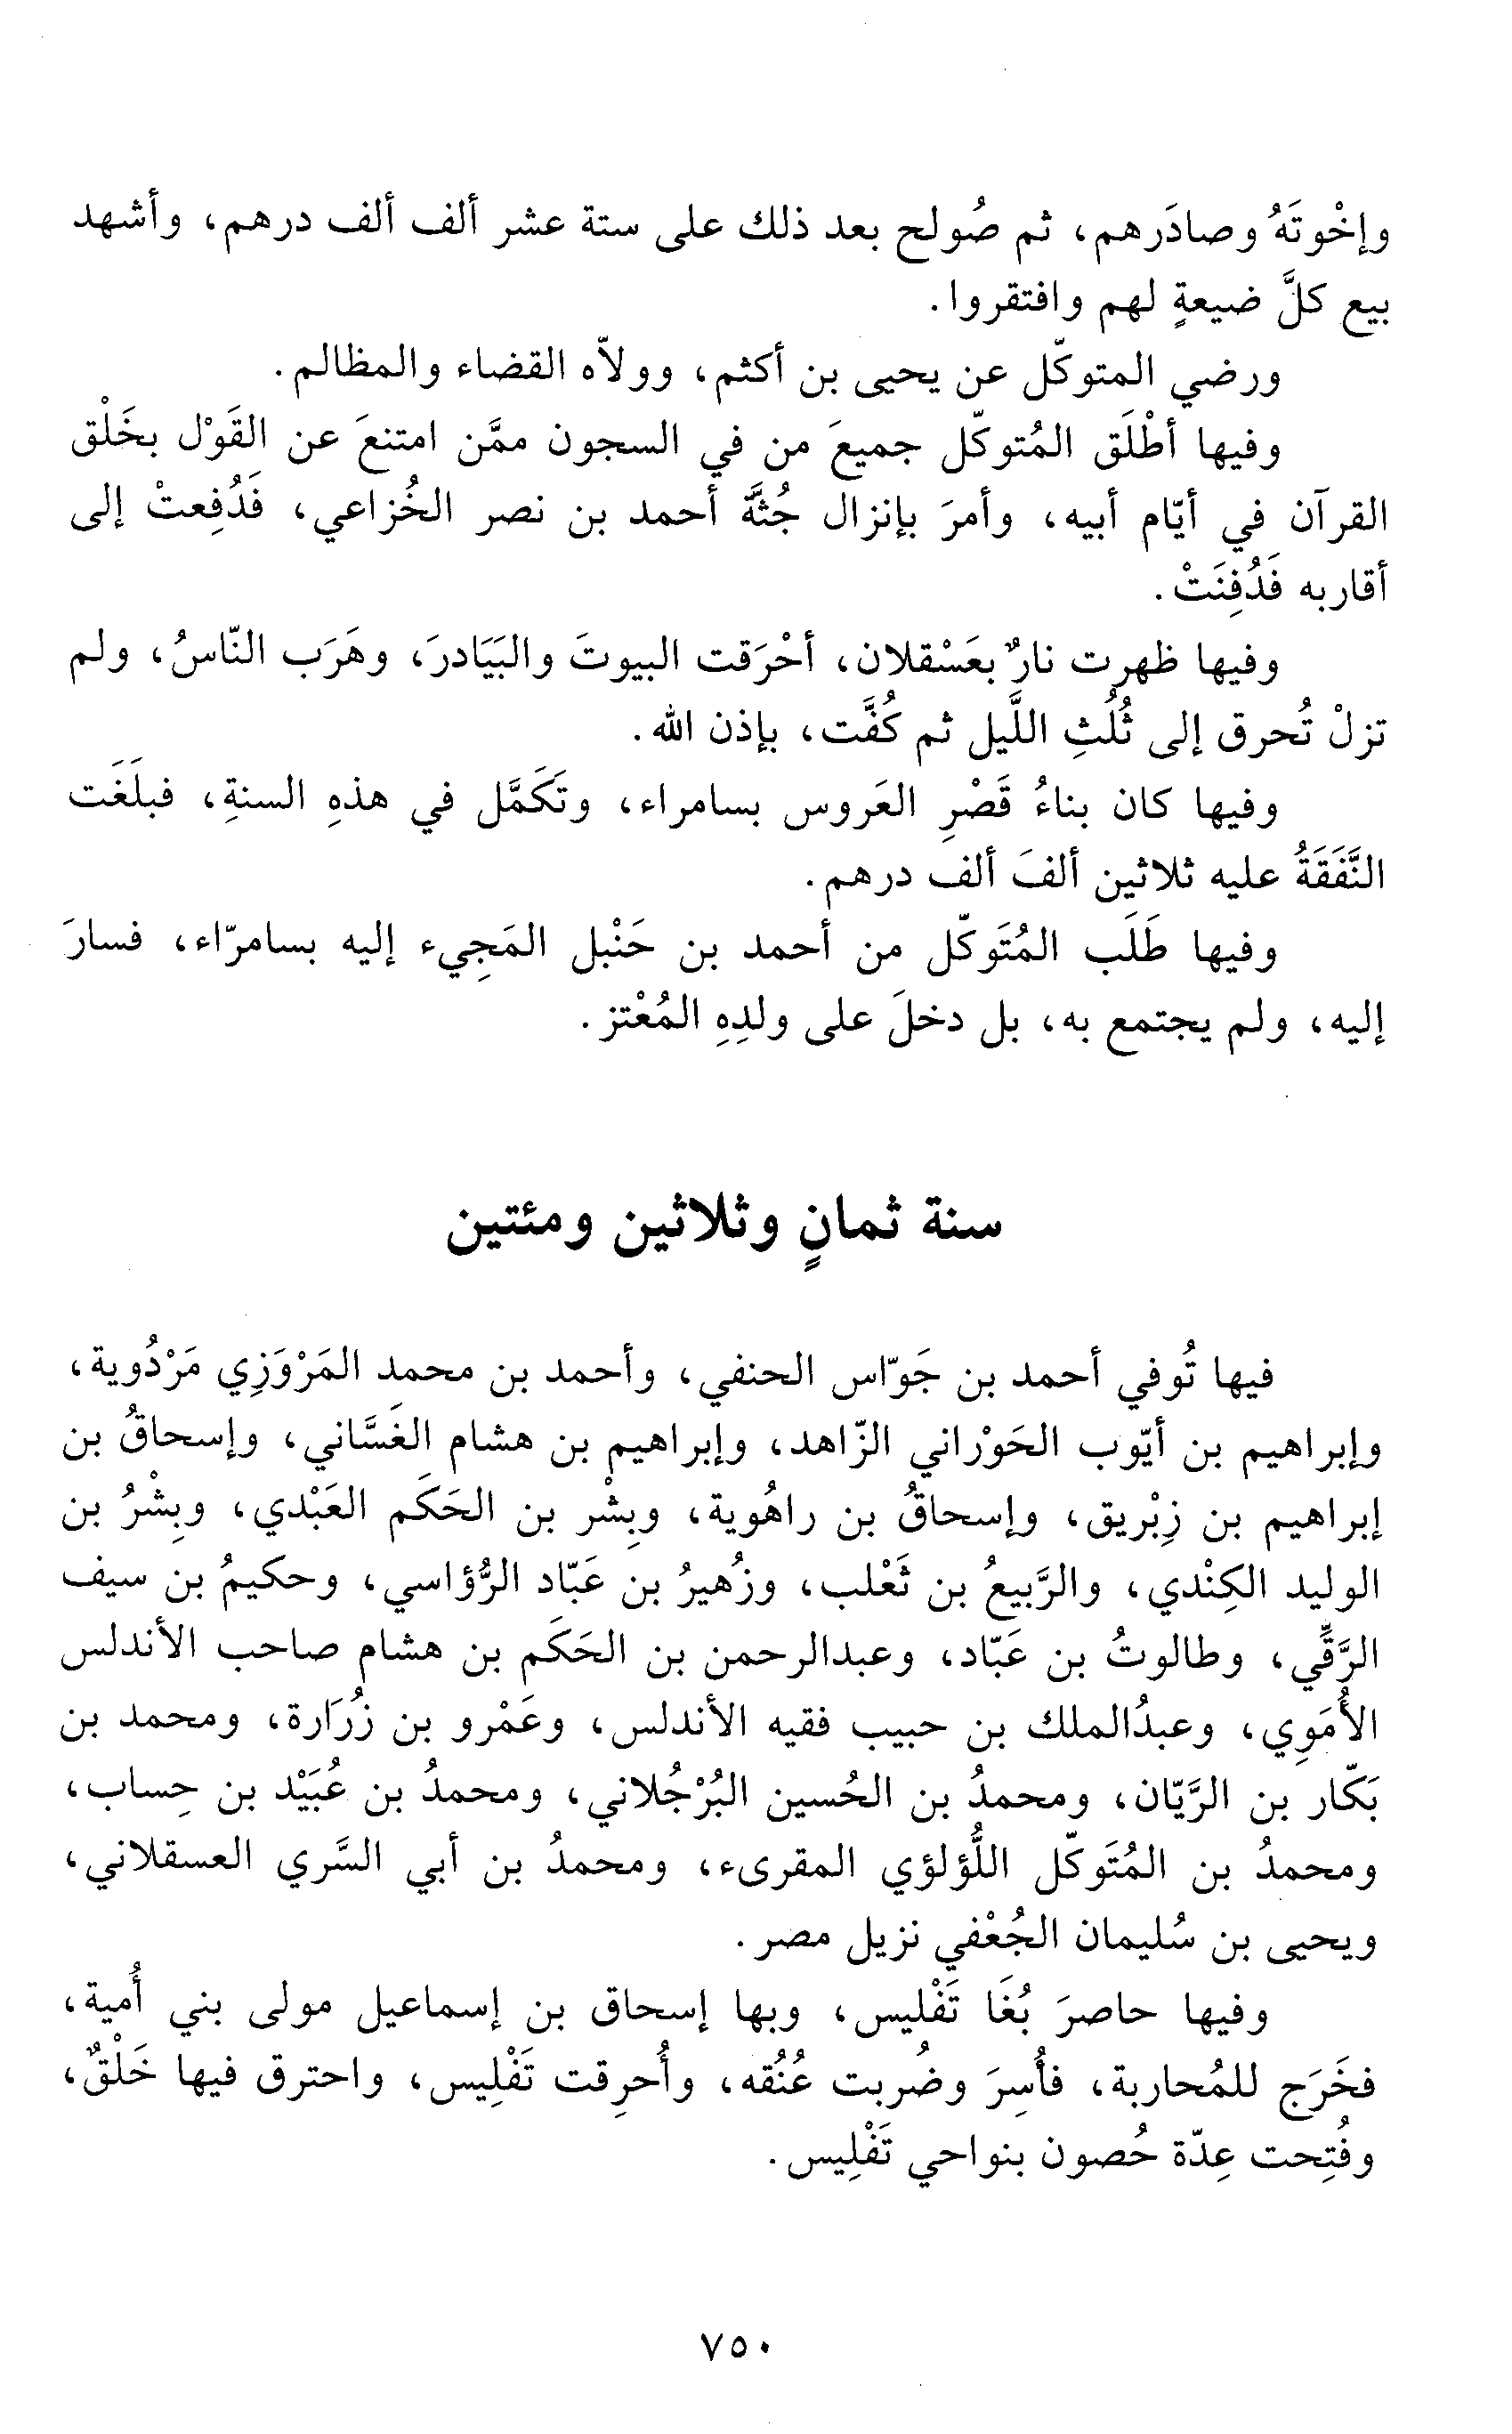 وإخْوتَهُ وصادَرهم، ثم صُولح بعد ذلك على ستة عشر ألف ألف درهم، وأشهد
بيع كلَّ ضيعةٍ لهم وافتقروا.
ورضي المتوكّل عن يحيى بن أكثم، وولاّه القضاء والمظالم.
وفيها أطْلَق المُتوكّل جميعَ من في السجون ممَّن امتنعَ عن القَوْل بخَلْق
القرآن في أيّام أبيه، وأمرَ بإنزال جُثَّة أحمد بن نصر الخُزاعي، فَدُفِعتْ إلى
أقاربه فَدُفِنَتْ.
وفيها ظهرت نارٌ بعَسْقلان، أحْرَقت البيوتَ والبَيَادرَ، وهَرَب النّاسُ، ولم
تزلْ تُحرق إلى ثُلُثِ اللَّيل ثم كُفَّت، بإذن الله.
وفيها كان بناءُ قَصْرِ العَروس بسامراء، وتَكَمَّل في هذهِ السنةِ، فبلَغَت
النَّفَقَةُ عليه ثلاثين ألفَ ألف درهم.
وفيها طَلَب المُتَوكّل من أحمد بن حَنْبل المَجِيء إليه بسامرّاء، فسارَ
إليه، ولم يجتمع به، بل دخلَ على ولدِهِ المُعْتز.
سنة ثمانٍ وثلاثين ومئتين
فيها تُوفي أحمد بن جَوّاس الحنفي، وأحمد بن محمد المَرْوَزِي مَرْدُوية،
وإبراهيم بن أيّوب الحَوْراني الزّاهد، وإبراهيم بن هشام الغَسَّاني، وإسحاقُ بن
إبراهيم بن زِبْريق، وإسحاقُ بن راهُوية، وبِشْر بن الحَكَم العَبْدي، وبِشْرُ بن
الوليد الكِنْدي، والرَّبيعُ بن ثَعْلب، وزُهيرُ بن عَبّاد الرُّؤاسي، وحكيمُ بن سيف
الرَّقِّي، وطالوتُ بن عَبّاد، وعبدالرحمن بن الحَكَم بن هشام صاحب الأندلس
الأُمَوِي، وعبدُالملك بن حبيب فقيه الأندلس، وعَمْرو بن زُرَارة، ومحمد بن
بَكّار بن الرَّيّان، ومحمدُ بن الحُسين البُرْجُلاني، ومحمدُ بن عُبَيْد بن حِساب،
ومحمدُ بن المُتَوكّل اللُّؤلؤي المقرىء، ومحمدُ بن أبي السَّري العسقلاني،
ويحيى بن سُليمان الجُعْفي نزيل مصر.
وفيها حاصرَ بُغَا تَفْليس، وبها إسحاق بن إسماعيل مولى بني أُمية،
فخَرَج للمُحاربة، فأُسِرَ وضُربت عُنُقه، وأُحرِقت تَفْلِيس، واحترق فيها خَلْقٌ،
وفُتِحت عِدّة حُصون بنواحي تَفْلِيس.
٧٥٠